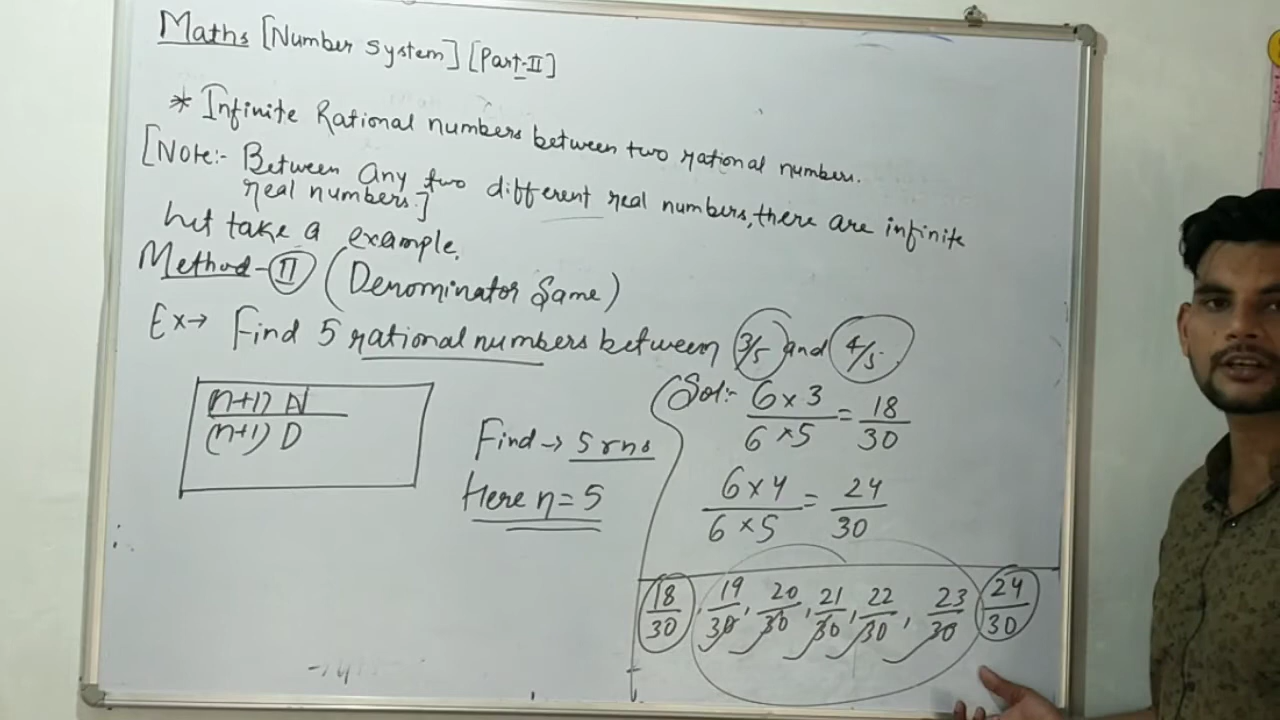 Maths [Number System] [Part-II]
* Infinite Rational numbers between two rational numbers.
[Note:- Between any two different real numbers, there are infinite
real numbers.]
Let take a example.
Method-II (Denominator Same)
Ex→ Find 5 rational numbers between 3/5 and 4/5
(n+1) N
(n+1) D
Find→ 5 rns
Here n=5
Sol:- 6×3/6×5 = 18/30
6×4/6×5 = 24/30
18/30, 19/30, 20/30, 21/30, 22/30, 23/30 24/30